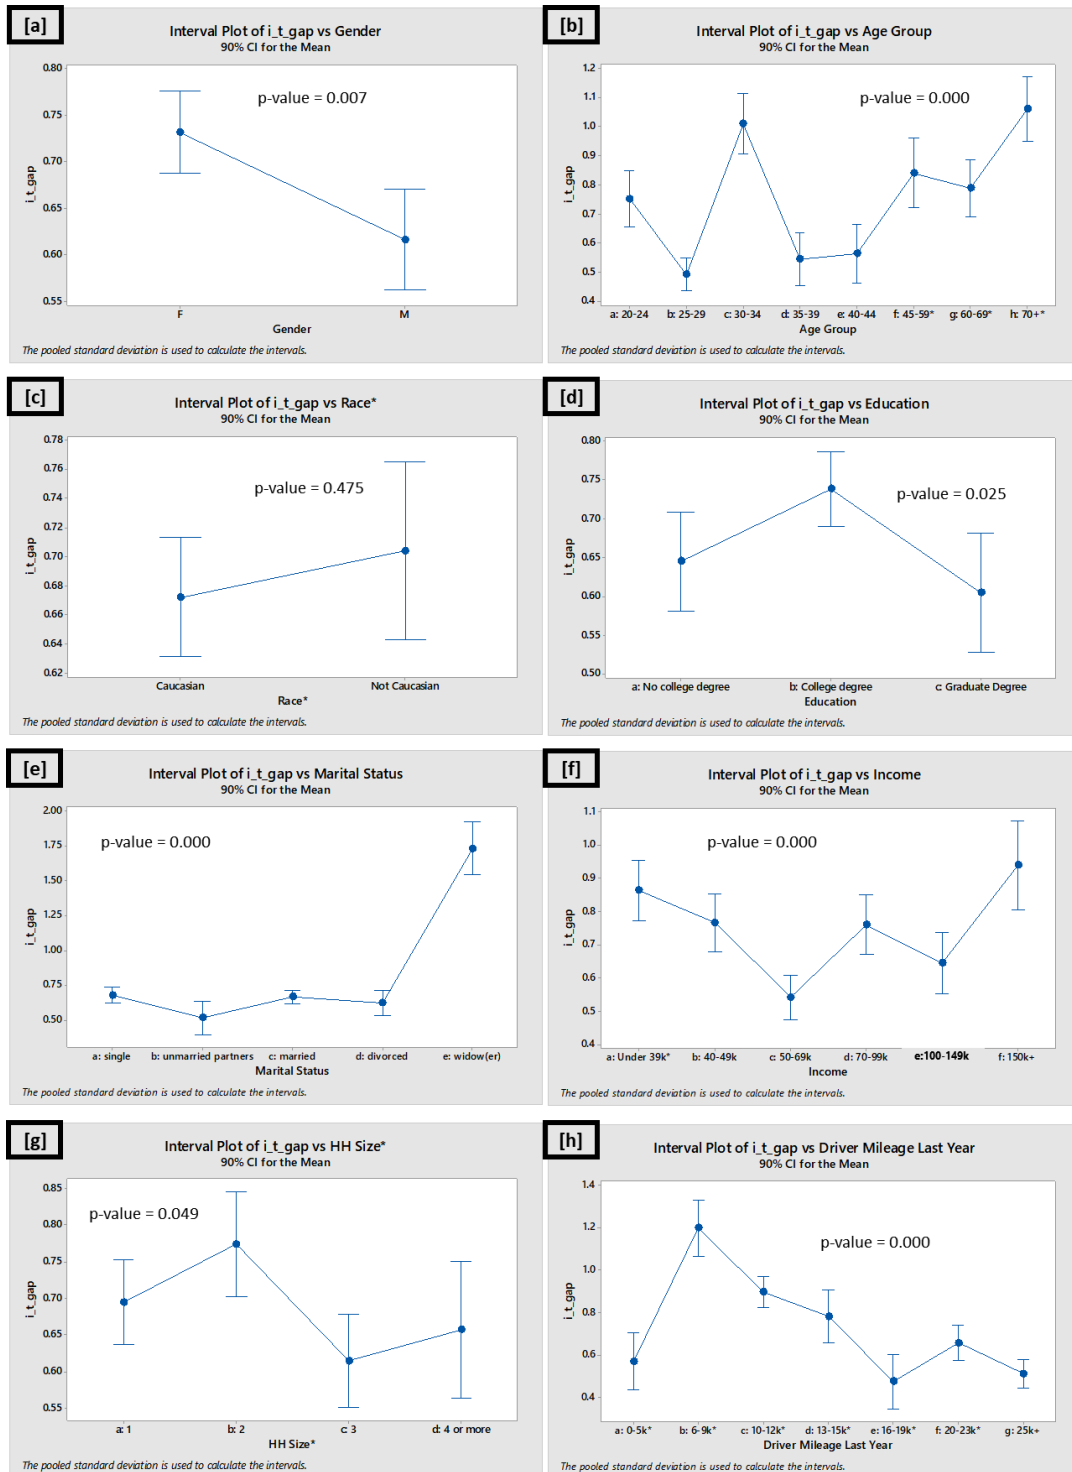 [a]
Interval Plot of i_t_gap vs Gender
90% CI for the Mean
p-value = 0.007
i_t_gap
0.80
0.75
0.70
0.65
0.60
0.55
F M
Gender
The pooled standard deviation is used to calculate the intervals.
[b]
Interval Plot of i_t_gap vs Age Group
90% CI for the Mean
p-value = 0.000
i_t_gap
1.2
1.1
1.0
0.9
0.8
0.7
0.6
0.5
0.4
a: 20-24 b: 25-29 c: 30-34 d: 35-39 e: 40-44 f: 45-59* g: 60-69* h: 70+*
Age Group
The pooled standard deviation is used to calculate the intervals.
[c]
Interval Plot of i_t_gap vs Race*
90% CI for the Mean
p-value = 0.475
i_t_gap
0.78
0.76
0.74
0.72
0.70
0.68
0.66
0.64
0.62
Caucasian Not Caucasian
Race*
The pooled standard deviation is used to calculate the intervals.
[d]
Interval Plot of i_t_gap vs Education
90% CI for the Mean
p-value = 0.025
i_t_gap
0.80
0.75
0.70
0.65
0.60
0.55
0.50
a: No college degree b: College degree c: Graduate Degree
Education
The pooled standard deviation is used to calculate the intervals.
[e]
Interval Plot of i_t_gap vs Marital Status
90% CI for the Mean
p-value = 0.000
i_t_gap
2.00
1.75
1.50
1.25
1.00
0.75
0.50
a: single b: unmarried partners c: married d: divorced e: widow(er)
Marital Status
The pooled standard deviation is used to calculate the intervals.
[f]
Interval Plot of i_t_gap vs Income
90% CI for the Mean
p-value = 0.000
i_t_gap
1.1
1.0
0.9
0.8
0.7
0.6
0.5
0.4
a: Under 39k* b: 40-49k c: 50-69k d: 70-99k e:100-149k f: 150k+
Income
The pooled standard deviation is used to calculate the intervals.
[g]
Interval Plot of i_t_gap vs HH Size*
90% CI for the Mean
p-value = 0.049
i_t_gap
0.85
0.80
0.75
0.70
0.65
0.60
0.55
a: 1 b: 2 c: 3 d: 4 or more
HH Size*
The pooled standard deviation is used to calculate the intervals.
[h]
Interval Plot of i_t_gap vs Driver Mileage Last Year
90% CI for the Mean
p-value = 0.000
i_t_gap
1.4
1.2
1.0
0.8
0.6
0.4
a: 0-5k* b: 6-9k* c: 10-12k* d: 13-15k* e: 16-19k* f: 20-23k* g: 25k+
Driver Mileage Last Year
The pooled standard deviation is used to calculate the intervals.